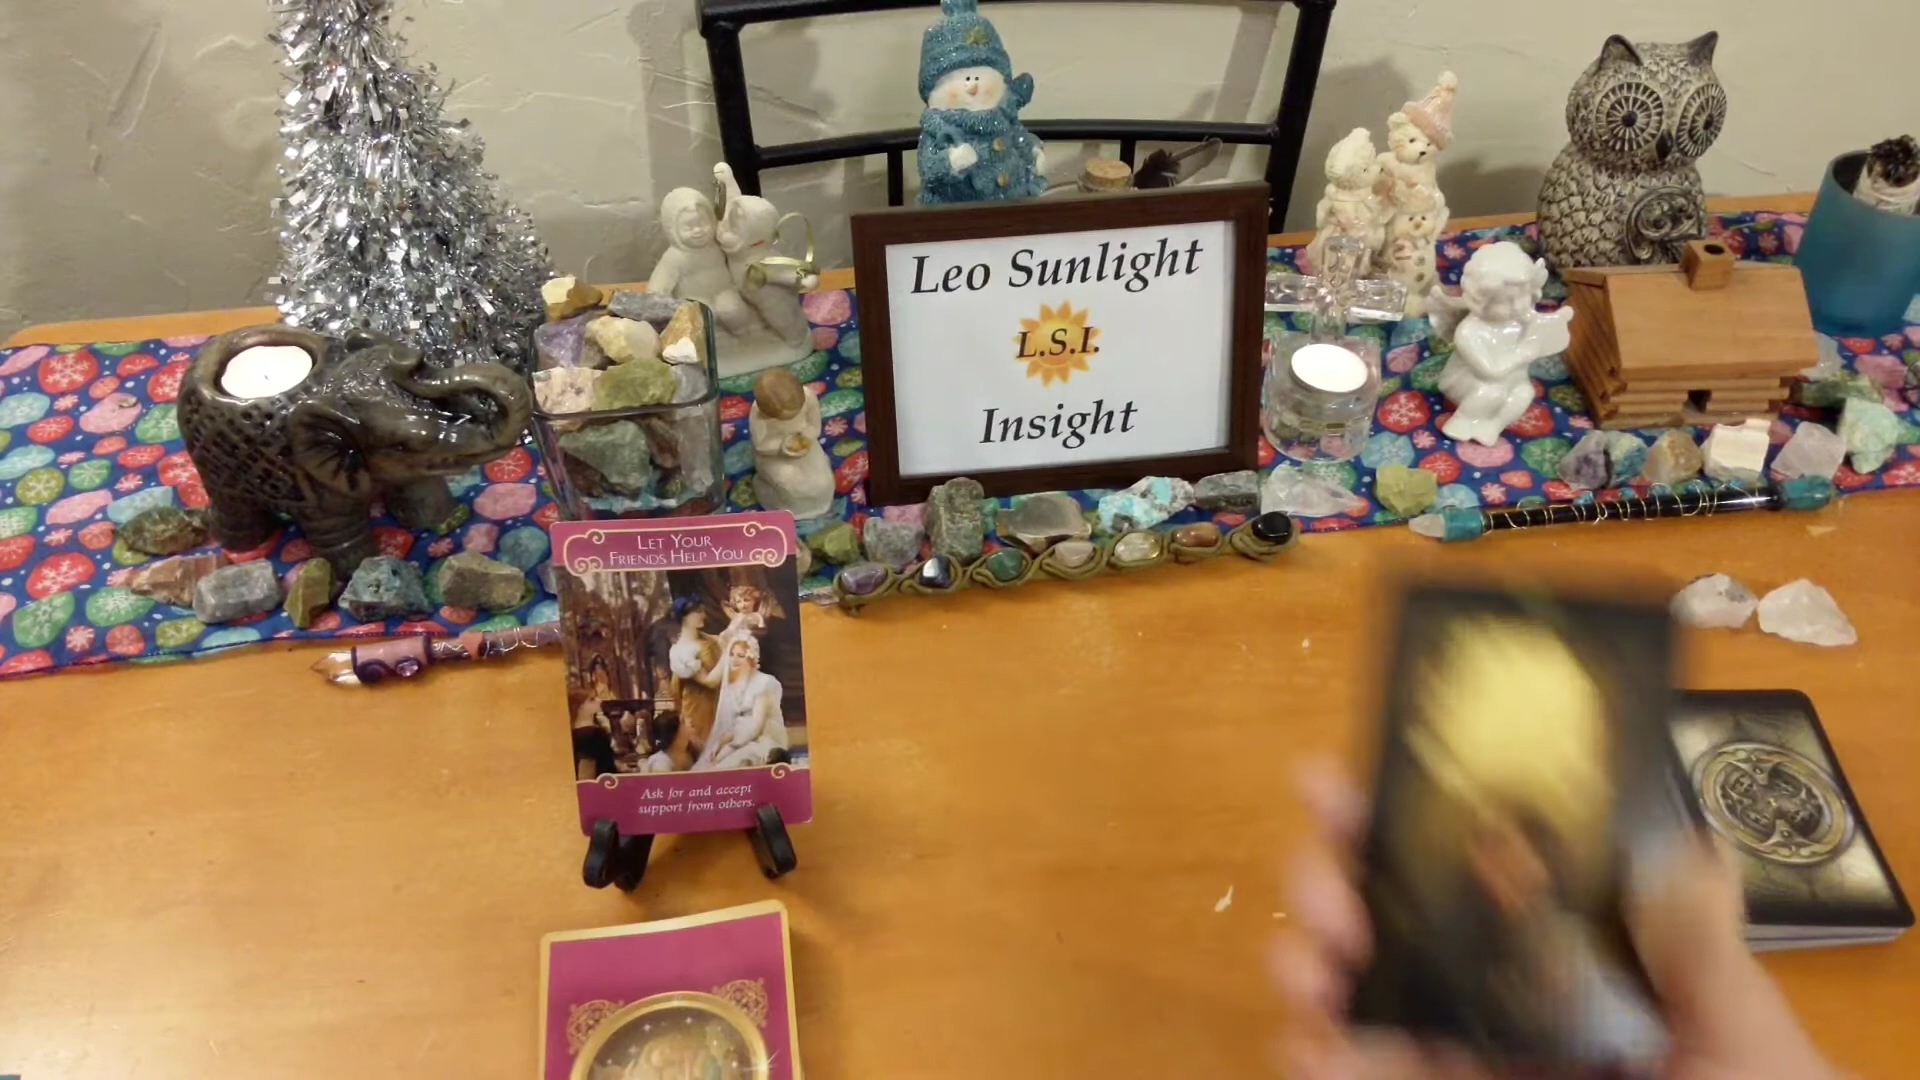 Leo Sunlight
L.S.I.
Insight
LET YOUR
FRIENDS HELP YOU
Ask for and accept
support from others.